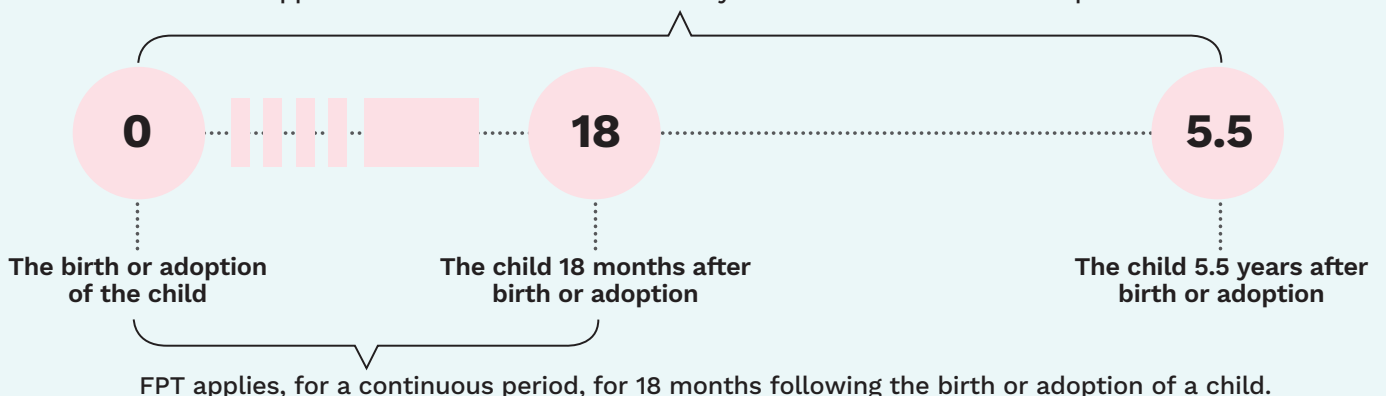 0
18
5.5
The birth or adoption
of the child
The child 18 months after
birth or adoption
The child 5.5 years after
birth or adoption
FPT applies, for a continuous period, for 18 months following the birth or adoption of a child.